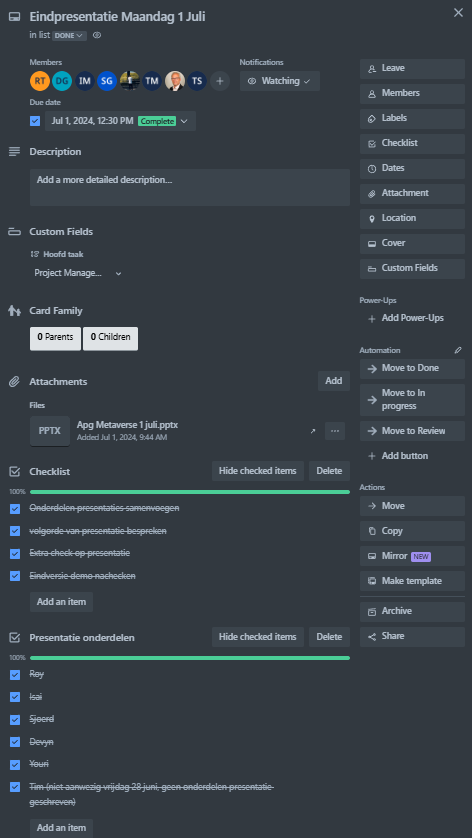 Eindpresentatie Maandag 1 Juli
in list DONE
Members
Notifications
RT DG IM SG TM TS +
Watching
Due date
Jul 1, 2024, 12:30 PM Complete
Description
Add a more detailed description...
Custom Fields
Hoofd taak
Project Manage...
Card Family
0 Parents 0 Children
Attachments
Add
Files
PPTX
Apg Metaverse 1 juli.pptx
Added Jul 1, 2024, 9:44 AM
Checklist
Hide checked items
Delete
100%
Onderdelen presentaties samenvoegen
volgorde van presentatie bespreken
Extra check op presentatie
Eindversie demo nachecken
Add an item
Presentatie onderdelen
Hide checked items
Delete
100%
Roy
Isai
Sjoerd
Devyn
Youri
Tim (niet aanwezig vrijdag 28 juni, geen onderdelen presentatie
geschreven)
Add an item
Leave
Members
Labels
Checklist
Dates
Attachment
Location
Cover
Custom Fields
Power-Ups
Add Power-Ups
Automation
Move to Done
Move to In
progress
Move to Review
Add button
Actions
Move
Copy
Mirror NEW
Make template
Archive
Share